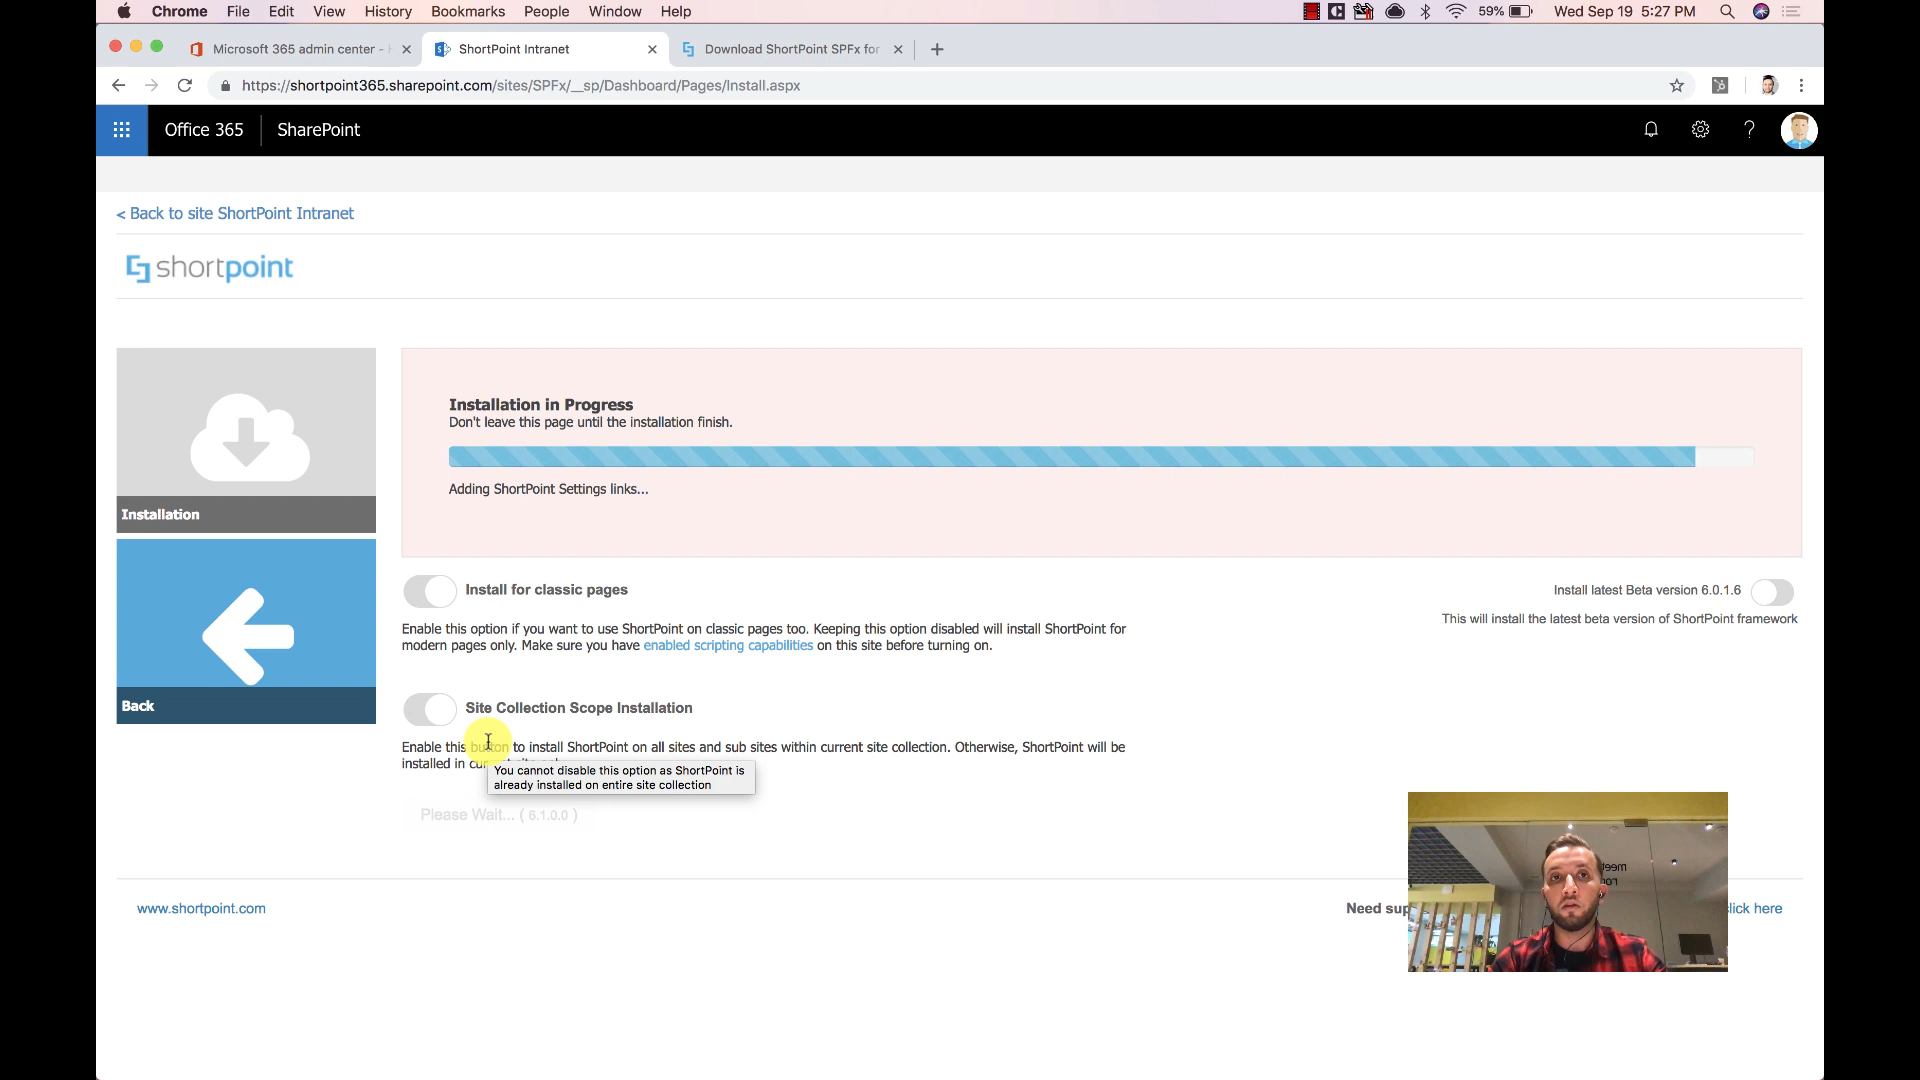 Chrome File Edit View History Bookmarks People Window Help 59% Wed Sep 19 5:27 PM
Microsoft 365 admin center - ShortPoint Intranet Download ShortPoint SPFx for
https://shortpoint365.sharepoint.com/sites/SPFx/__sp/Dashboard/Pages/Install.aspx
Office 365 SharePoint ?
< Back to site ShortPoint Intranet
shortpoint
Installation in Progress
Don't leave this page until the installation finish.
Adding ShortPoint Settings links...
Installation
Install for classic pages
Install latest Beta version 6.0.1.6
This will install the latest beta version of ShortPoint framework
Enable this option if you want to use ShortPoint on classic pages too. Keeping this option disabled will install ShortPoint for
modern pages only. Make sure you have enabled scripting capabilities on this site before turning on.
Back
Site Collection Scope Installation
Enable this button to install ShortPoint on all sites and sub sites within current site collection. Otherwise, ShortPoint will be
installed in
You cannot disable this option as ShortPoint is
already installed on entire site collection
Please Wait... ( 6.1.0.0 )
www.shortpoint.com
Need click here